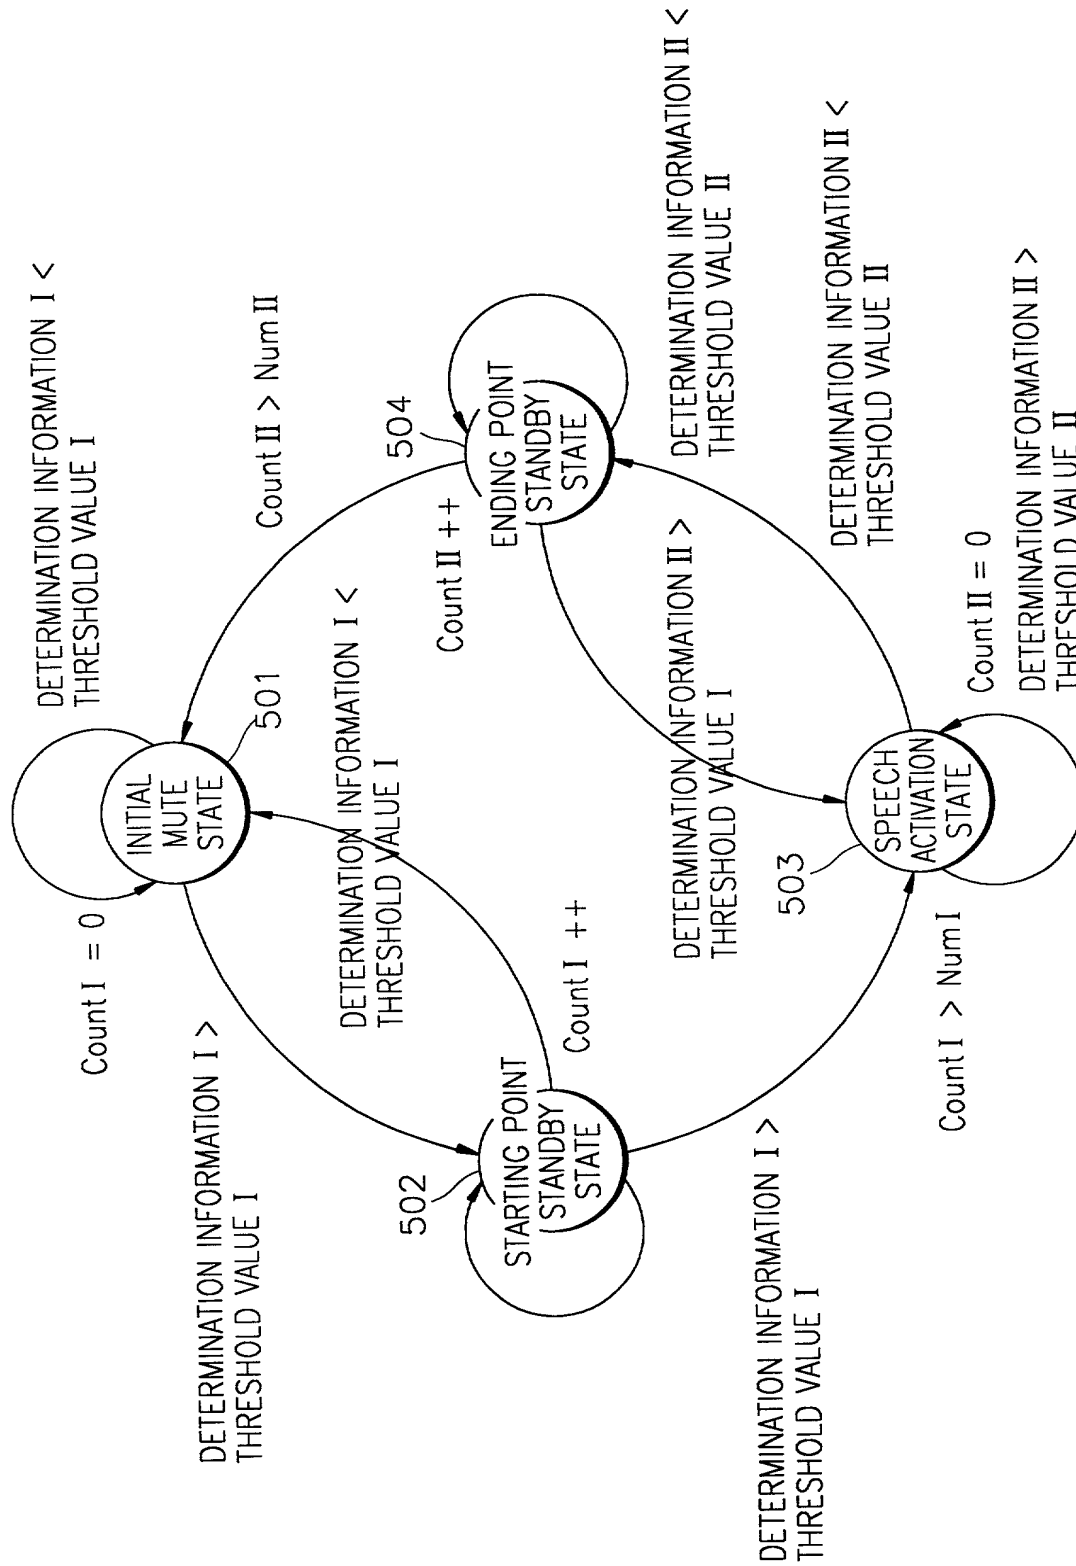 DETERMINATION INFORMATION I <
THRESHOLD VALUE I
Count I = 0
INITIAL
MUTE
STATE
501
Count II > Num II
DETERMINATION INFORMATION I >
THRESHOLD VALUE I
DETERMINATION INFORMATION I <
THRESHOLD VALUE I
502
STARTING POINT
STANDBY
STATE
Count I ++
504
Count II ++
ENDING POINT
STANDBY
STATE
DETERMINATION INFORMATION II <
THRESHOLD VALUE II
DETERMINATION INFORMATION II >
THRESHOLD VALUE I
DETERMINATION INFORMATION I >
THRESHOLD VALUE I
Count I > Num I
503
SPEECH
ACTIVATION
STATE
DETERMINATION INFORMATION II <
THRESHOLD VALUE II
Count II = 0
DETERMINATION INFORMATION II >
THRESHOLD VALUE II